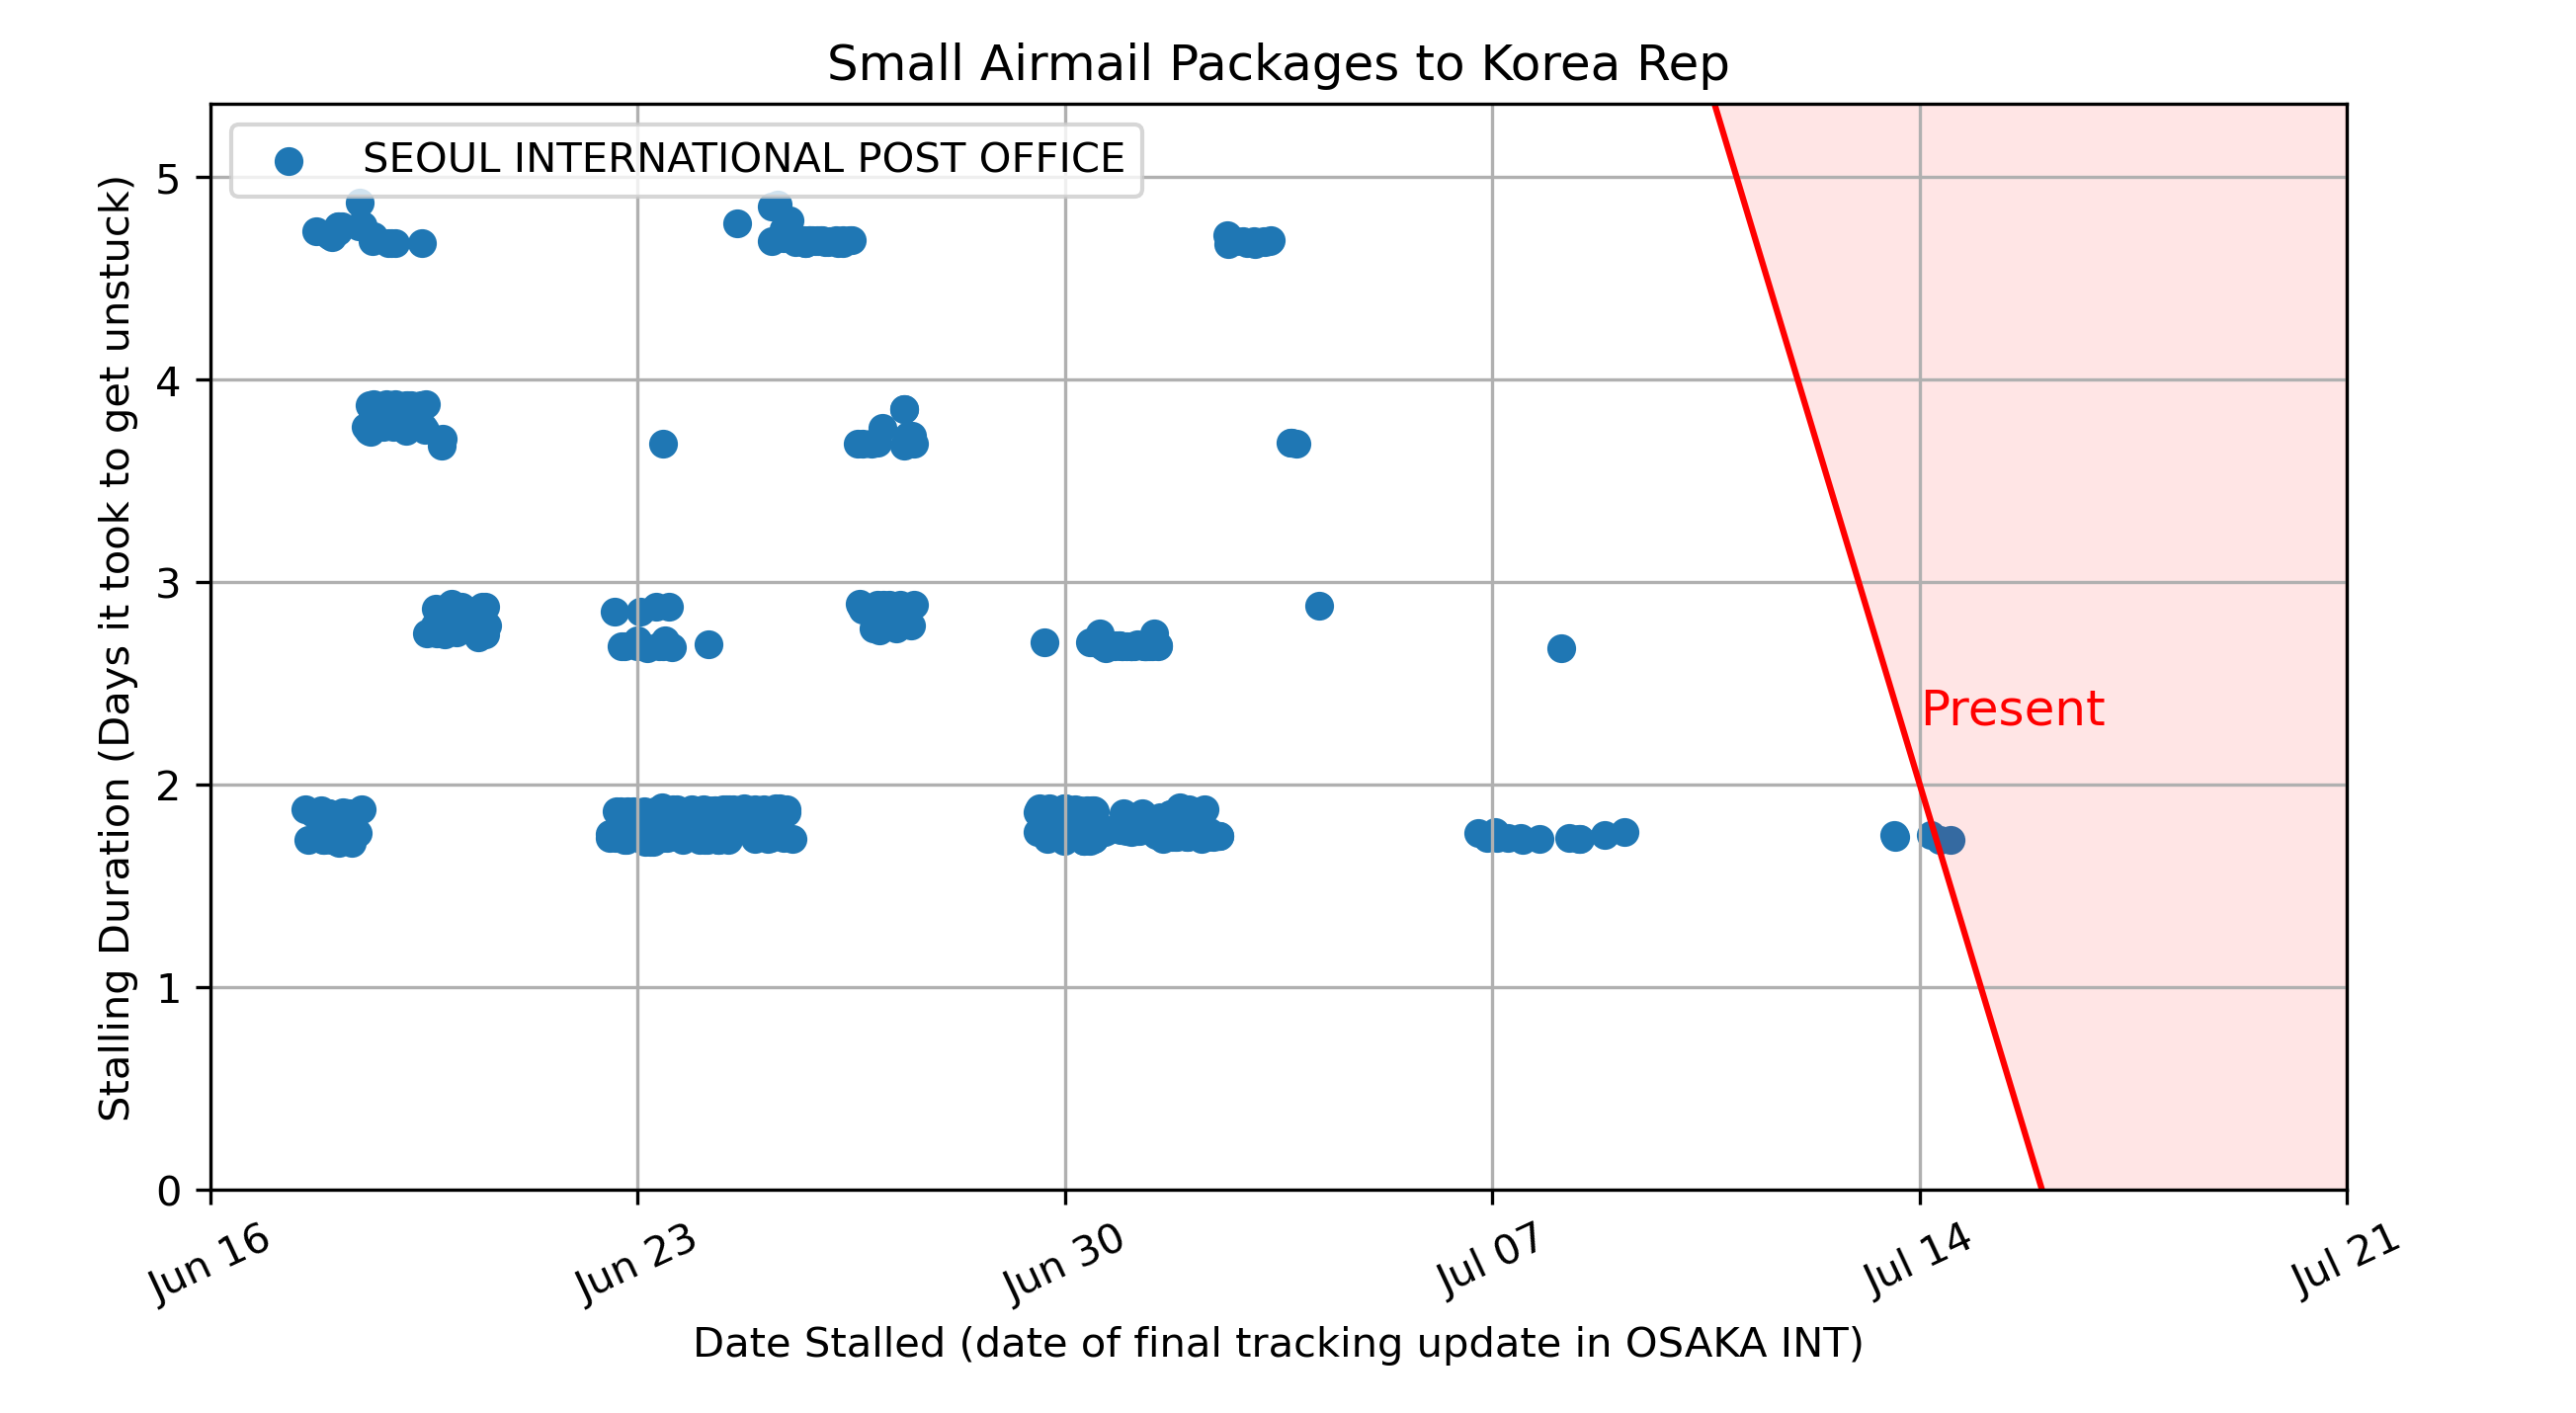 Small Airmail Packages to Korea Rep
SEOUL INTERNATIONAL POST OFFICE
Stalling Duration (Days it took to get unstuck)
5
4
3
2
1
0
Present
Jun 16
Jun 23
Jun 30
Jul 07
Jul 14
Jul 21
Date Stalled (date of final tracking update in OSAKA INT)